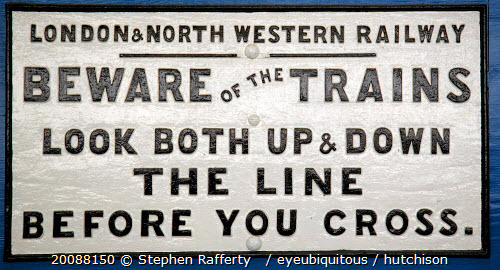 LONDON & NORTH WESTERN RAILWAY
BEWARE OF THE TRAINS
LOOK BOTH UP & DOWN
THE LINE
BEFORE YOU CROSS.
20088150 © Stephen Rafferty / eyeubiquitous / hutchison